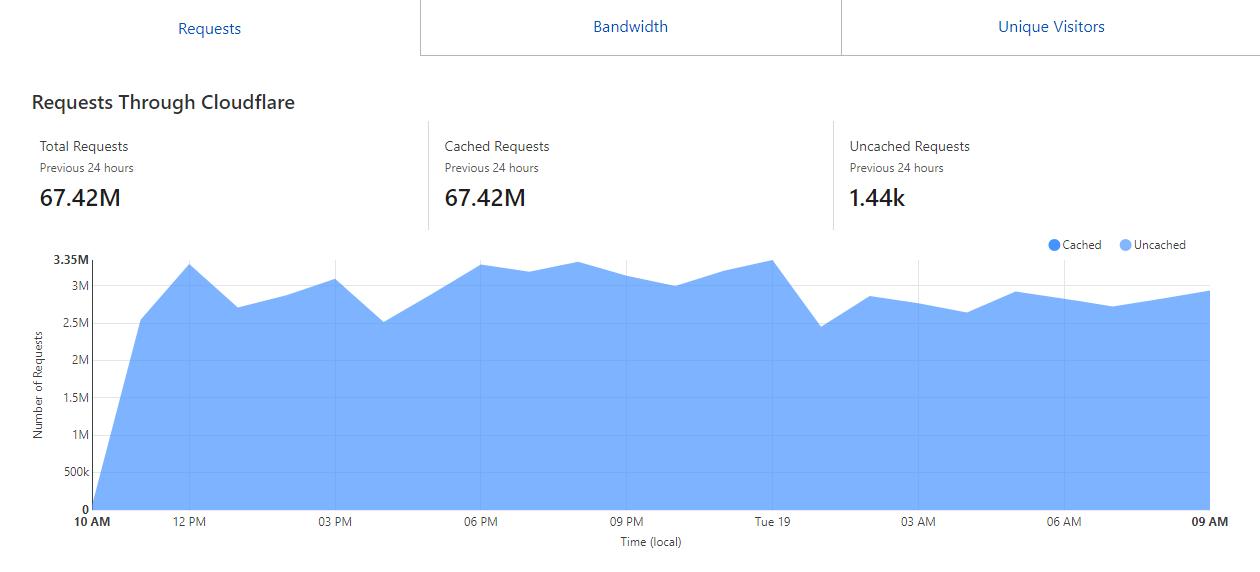 Requests
Bandwidth
Unique Visitors
Requests Through Cloudflare
Total Requests
Previous 24 hours
67.42M
Cached Requests
Previous 24 hours
67.42M
Uncached Requests
Previous 24 hours
1.44k
Cached
Uncached
Number of Requests
3.35M
3M
2.5M
2M
1.5M
1M
500k
0
10 AM
12 PM
03 PM
06 PM
09 PM
Tue 19
03 AM
06 AM
09 AM
Time (local)